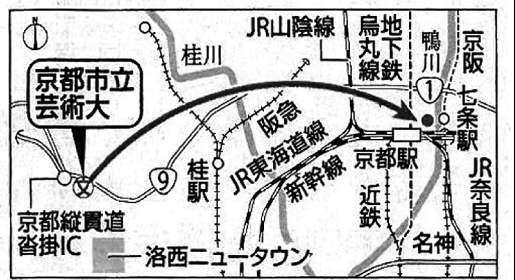 京都市立
芸術大
桂川
JR山陰線
地下鉄
烏丸線
鴨川
京阪
1
七条駅
阪急
桂駅
9
JR東海道線
新幹線
京都駅
近鉄
JR奈良線
名神
京都縦貫道
沓掛IC
洛西ニュータウン